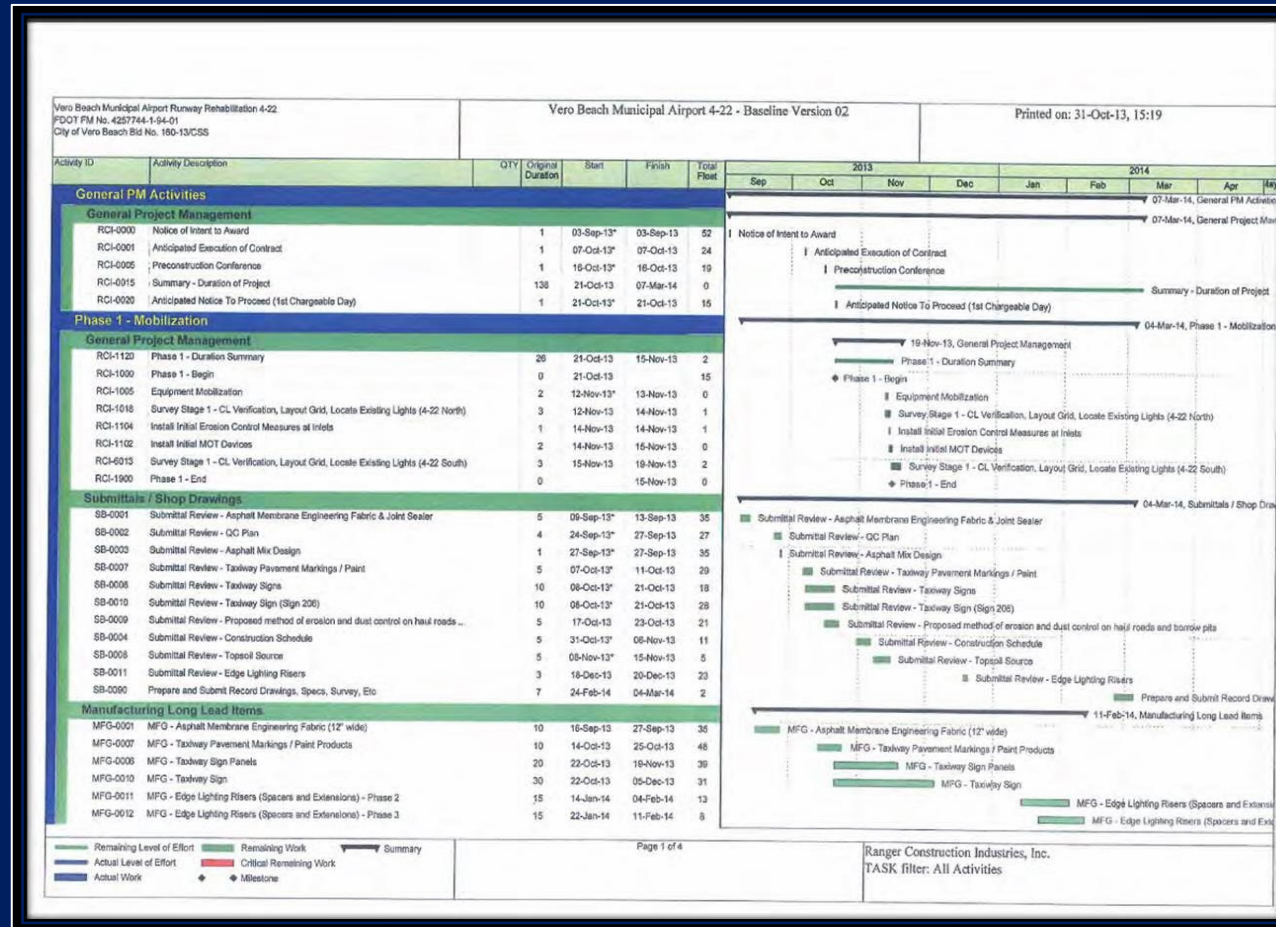 Vero Beach Municipal Airport Runway Rehabilitation 4-22
FDOT FM No. 4257744-1-94-01
City of Vero Beach Bid No. 160-13/CSS
Vero Beach Municipal Airport 4-22 - Baseline Version 02
Printed on: 31-Oct-13, 15:19
Activity ID Activity Description QTY Original Duration Start Finish Total Float
2013 2014
Sep Oct Nov Dec Jan Feb Mar Apr
General PM Activities 07-Mar-14, General PM Activitie
General Project Management 07-Mar-14, General Project Man
RCI-0000 Notice of Intent to Award 1 03-Sep-13* 03-Sep-13 52 Notice of Intent to Award
RCI-0001 Anticipated Execution of Contract 1 07-Oct-13* 07-Oct-13 24 Anticipated Execution of Contract
RCI-0005 Preconstruction Conference 1 16-Oct-13* 16-Oct-13 19 Preconstruction Conference
RCI-0015 Summary - Duration of Project 138 21-Oct-13 07-Mar-14 0 Summary - Duration of Project
RCI-0020 Anticipated Notice To Proceed (1st Chargeable Day) 1 21-Oct-13* 21-Oct-13 15 Anticipated Notice To Proceed (1st Chargeable Day)
Phase 1 - Mobilization 04-Mar-14, Phase 1 - Mobilization
General Project Management 19-Nov-13, General Project Management
RCI-1120 Phase 1 - Duration Summary 26 21-Oct-13 15-Nov-13 2 Phase 1 - Duration Summary
RCI-1000 Phase 1 - Begin 0 21-Oct-13 15 Phase 1 - Begin
RCI-1005 Equipment Mobilization 2 12-Nov-13* 13-Nov-13 0 Equipment Mobilization
RCI-1018 Survey Stage 1 - CL Verification, Layout Grid, Locate Existing Lights (4-22 North) 3 12-Nov-13 14-Nov-13 1 Survey Stage 1 - CL Verification, Layout Grid, Locate Existing Lights (4-22 North)
RCI-1104 Install Initial Erosion Control Measures at Inlets 1 14-Nov-13 14-Nov-13 1 Install Initial Erosion Control Measures at Inlets
RCI-1102 Install Initial MOT Devices 2 14-Nov-13 15-Nov-13 0 Install Initial MOT Devices
RCI-6013 Survey Stage 1 - CL Verification, Layout Grid, Locate Existing Lights (4-22 South) 3 15-Nov-13 19-Nov-13 2 Survey Stage 1 - CL Verification, Layout Grid, Locate Existing Lights (4-22 South)
RCI-1900 Phase 1 - End 0 15-Nov-13 0 Phase 1 - End
Submittals / Shop Drawings 04-Mar-14, Submittals / Shop Draw
SB-0001 Submittal Review - Asphalt Membrane Engineering Fabric & Joint Sealer 5 09-Sep-13* 13-Sep-13 35 Submittal Review - Asphalt Membrane Engineering Fabric & Joint Sealer
SB-0002 Submittal Review - QC Plan 4 24-Sep-13* 27-Sep-13 27 Submittal Review - QC Plan
SB-0003 Submittal Review - Asphalt Mix Design 1 27-Sep-13* 27-Sep-13 35 Submittal Review - Asphalt Mix Design
SB-0007 Submittal Review - Taxiway Pavement Markings / Paint 5 07-Oct-13* 11-Oct-13 29 Submittal Review - Taxiway Pavement Markings / Paint
Submittal Review - Taxiway Signs 10 08-Oct-13* 21-Oct-13 18 Submittal Review - Taxiway Signs
SB-0010 Submittal Review - Taxiway Sign (Sign 206) 10 08-Oct-13* 21-Oct-13 28 Submittal Review - Taxiway Sign (Sign 206)
SB-0009 Submittal Review - Proposed method of erosion and dust control on haul roads ... 5 17-Oct-13 23-Oct-13 21 Submittal Review - Proposed method of erosion and dust control on haul roads and borrow pits
SB-0004 Submittal Review - Construction Schedule 5 31-Oct-13* 06-Nov-13 11 Submittal Review - Construction Schedule
Submittal Review - Topsoil Source 5 08-Nov-13* 15-Nov-13 5 Submittal Review - Topsoil Source
SB-0011 Submittal Review - Edge Lighting Risers 3 18-Dec-13 20-Dec-13 23 Submittal Review - Edge Lighting Risers
SB-0090 Prepare and Submit Record Drawings, Specs, Survey, Etc 7 24-Feb-14 04-Mar-14 2 Prepare and Submit Record Drawi
Manufacturing Long Lead Items 11-Feb-14, Manufacturing Long Lead Items
MFG-0001 MFG - Asphalt Membrane Engineering Fabric (12" wide) 10 16-Sep-13 27-Sep-13 35 MFG - Asphalt Membrane Engineering Fabric (12" wide)
MFG-0007 MFG - Taxiway Pavement Markings / Paint Products 10 14-Oct-13 25-Oct-13 48 MFG - Taxiway Pavement Markings / Paint Products
MFG-0008 MFG - Taxiway Sign Panels 20 22-Oct-13 19-Nov-13 39 MFG - Taxiway Sign Panels
MFG-0010 MFG - Taxiway Sign 30 22-Oct-13 05-Dec-13 31 MFG - Taxiway Sign
MFG-0011 MFG - Edge Lighting Risers (Spacers and Extensions) - Phase 2 15 14-Jan-14 04-Feb-14 13 MFG - Edge Lighting Risers (Spacers and Extensi
MFG-0012 MFG - Edge Lighting Risers (Spacers and Extensions) - Phase 3 15 22-Jan-14 11-Feb-14 8 MFG - Edge Lighting Risers (Spacers and Exte
Remaining Level of Effort Remaining Work Summary
Actual Level of Effort Critical Remaining Work
Actual Work Milestone
Page 1 of 4
Ranger Construction Industries, Inc.
TASK filter: All Activities